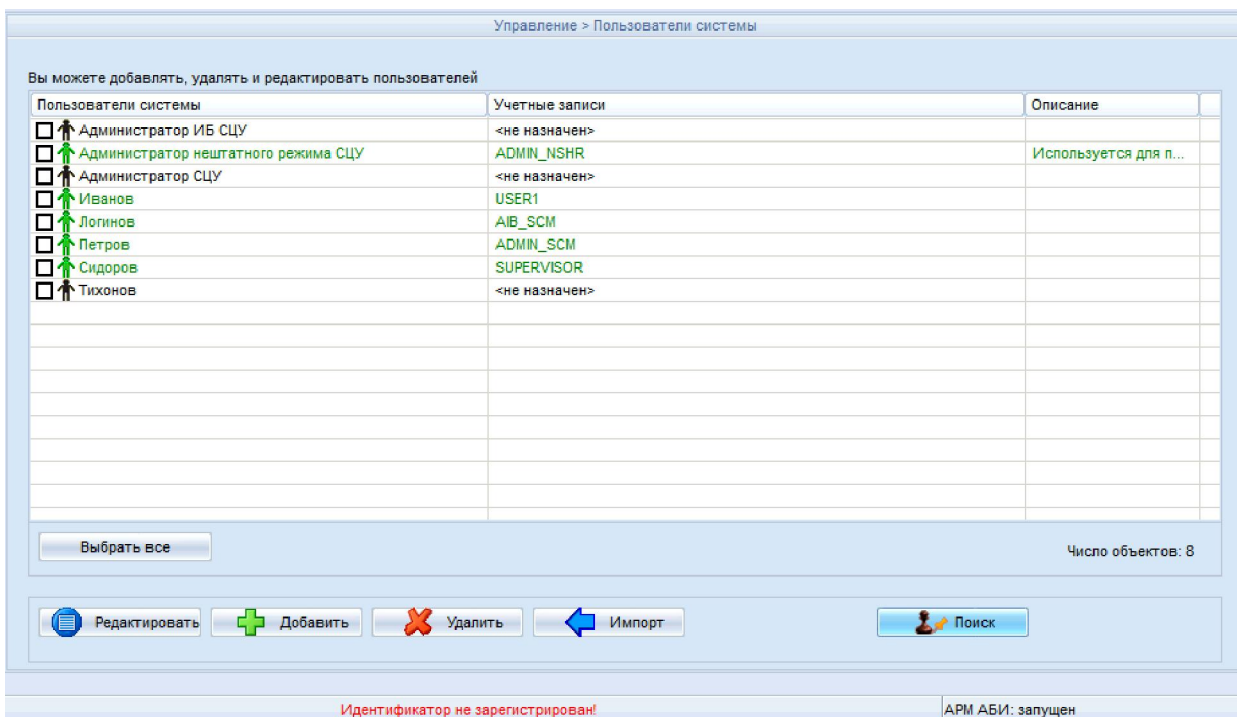 Управление > Пользователи системы
Вы можете добавлять, удалять и редактировать пользователей
Пользователи системы Учетные записи Описание
Администратор ИБ СЦУ <не назначен>
Администратор нештатного режима СЦУ ADMIN_NSHR Используется для п...
Администратор СЦУ <не назначен>
Иванов USER1
Логинов AIB_SCM
Петров ADMIN_SCM
Сидоров SUPERVISOR
Тихонов <не назначен>
Выбрать все Число объектов: 8
Редактировать Добавить Удалить Импорт Поиск
Идентификатор не зарегистрирован! АРМ АБИ: запущен